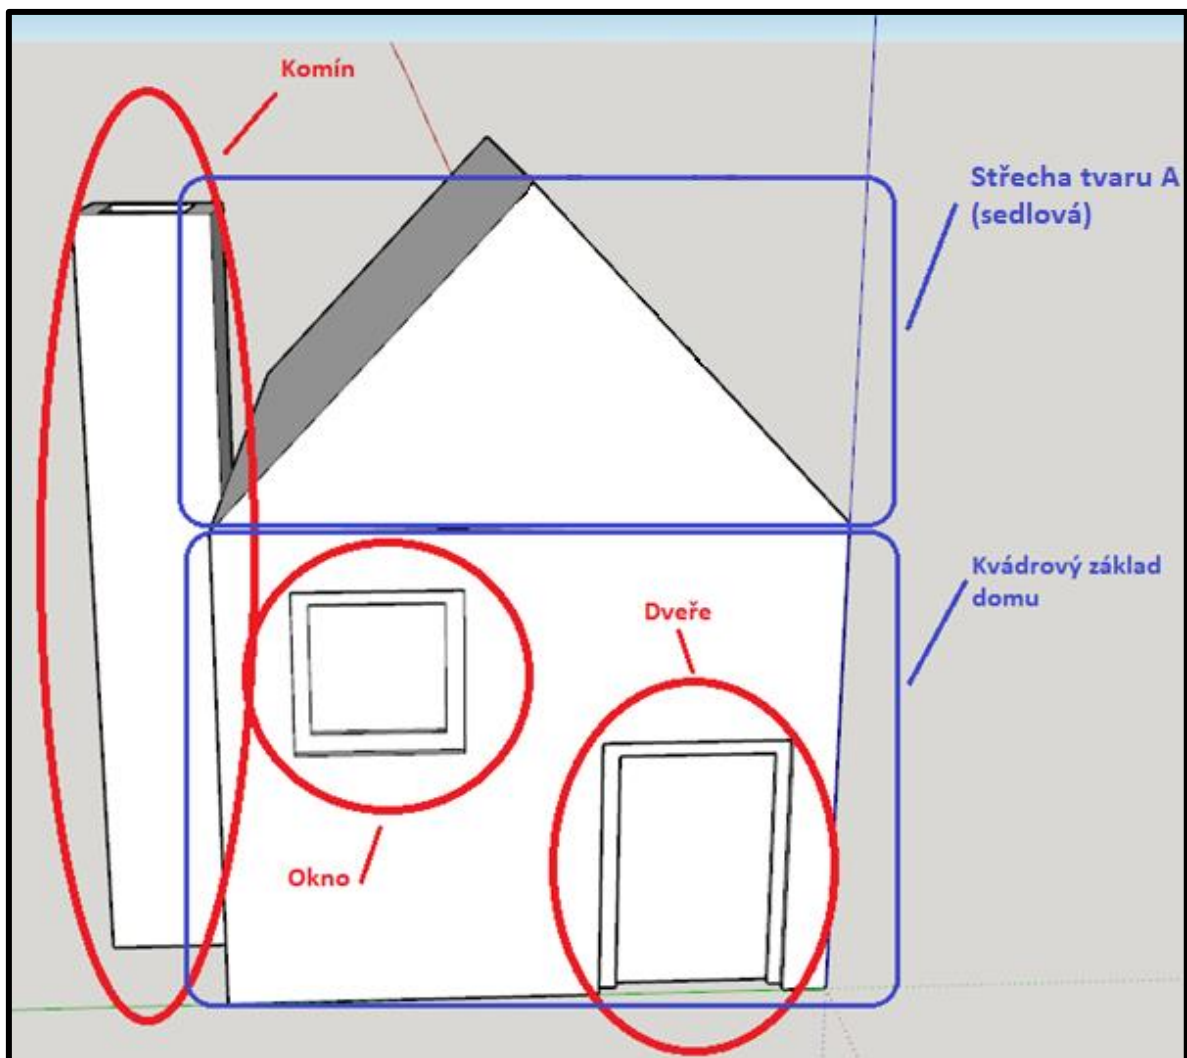 Komín
Střecha tvaru A
(sedlová)
Kvádrový základ
domu
Dveře
Okno